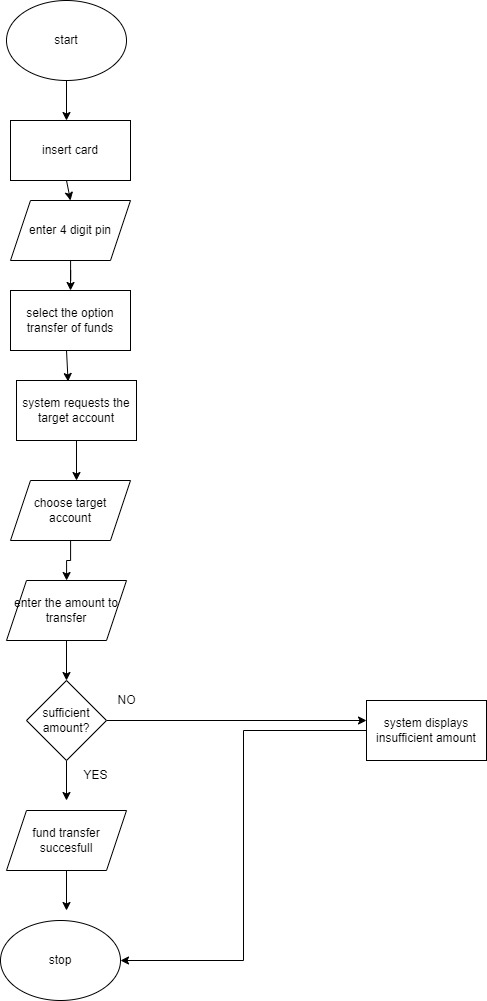 start
insert card
enter 4 digit pin
select the option
transfer of funds
system requests the
target account
choose target
account
enter the amount to
transfer
sufficient
amount?
NO
system displays
insufficient amount
YES
fund transfer
succesfull
stop